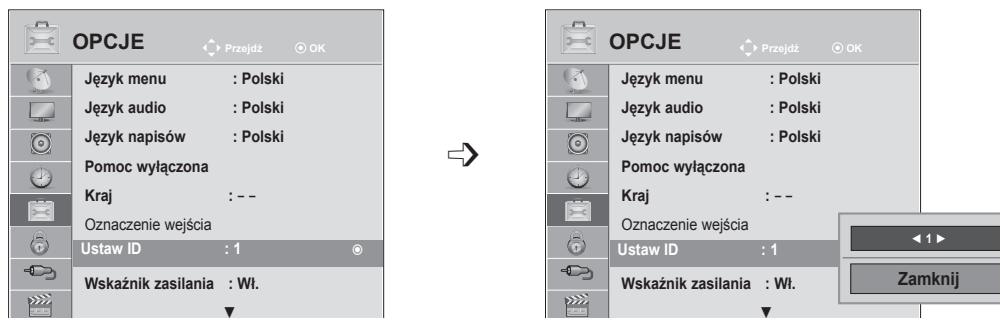 OPCJE
Przejdź OK
Język menu : Polski
Język audio : Polski
Język napisów : Polski
Pomoc wyłączona
Kraj : – –
Oznaczenie wejścia
Ustaw ID : 1
Wskaźnik zasilania : Wł.
▼
OPCJE
Przejdź OK
Język menu : Polski
Język audio : Polski
Język napisów : Polski
Pomoc wyłączona
Kraj : – –
Oznaczenie wejścia
Ustaw ID : 1
Wskaźnik zasilania : Wł.
▼
◄ 1 ►
Zamknij